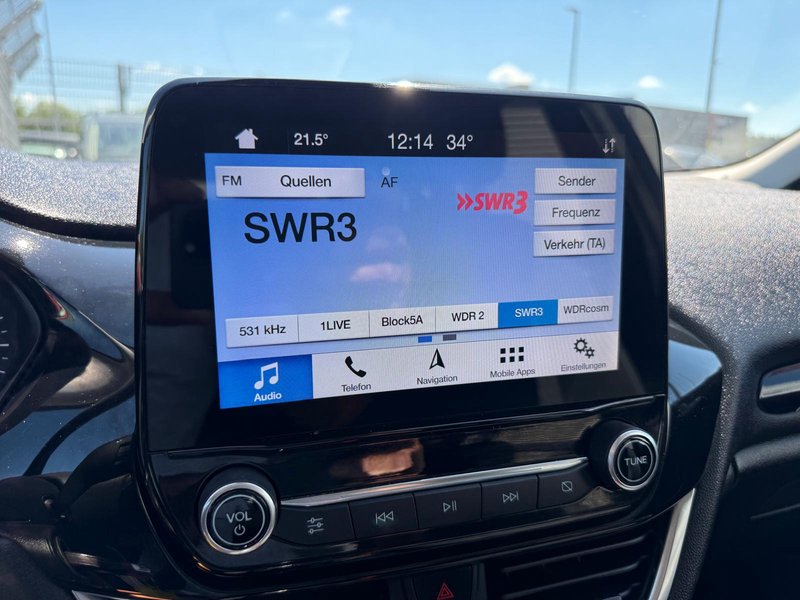 21.5° 12:14 34°
FM Quellen AF
SWR3
SWR3
Sender
Frequenz
Verkehr (TA)
531 kHz 1LIVE Block5A WDR 2 SWR3 WDRcosm
Audio Telefon Navigation Mobile Apps Einstellungen
VOL
TUNE